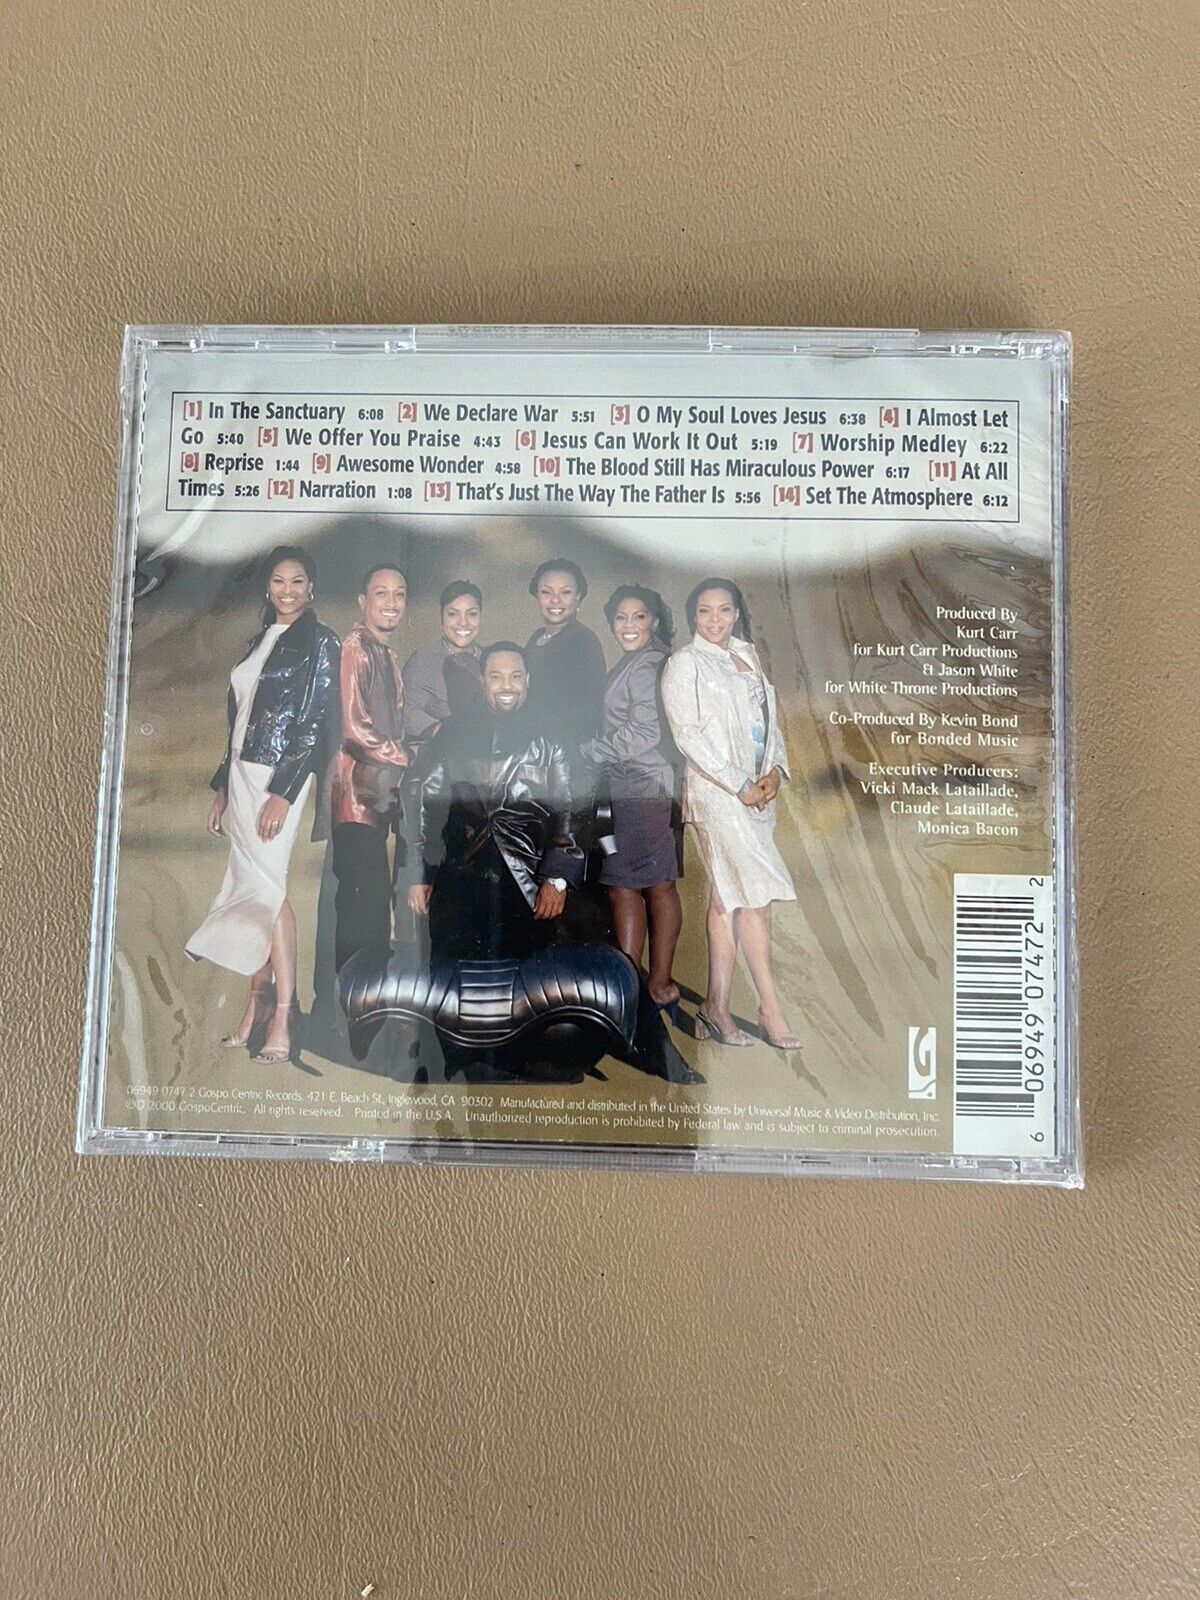 [1] In The Sanctuary 6:08 [2] We Declare War 5:51 [3] O My Soul Loves Jesus 6:38 [4] I Almost Let
Go 5:40 [5] We Offer You Praise 4:43 [6] Jesus Can Work It Out 5:19 [7] Worship Medley 6:22
[8] Reprise 1:44 [9] Awesome Wonder 4:58 [10] The Blood Still Has Miraculous Power 6:17 [11] At All
Times 5:26 [12] Narration 1:08 [13] That's Just The Way The Father Is 5:56 [14] Set The Atmosphere 6:12
Produced By
Kurt Carr
for Kurt Carr Productions
& Jason White
for White Throne Productions
Co-Produced By Kevin Bond
for Bonded Music
Executive Producers:
Vicki Mack Lataillade,
Claude Lataillade,
Monica Bacon
6 06949 07472 2
06949 0747 2 Gospo Centric Records. 421 E. Beach St., Inglewood, CA 90302 Manufactured and distributed in the United States by Universal Music & Video Distribution, Inc.
℗© 2000 GospoCentric. All rights reserved. Printed in the U.S.A. Unauthorized reproduction is prohibited by Federal law and is subject to criminal prosecution.